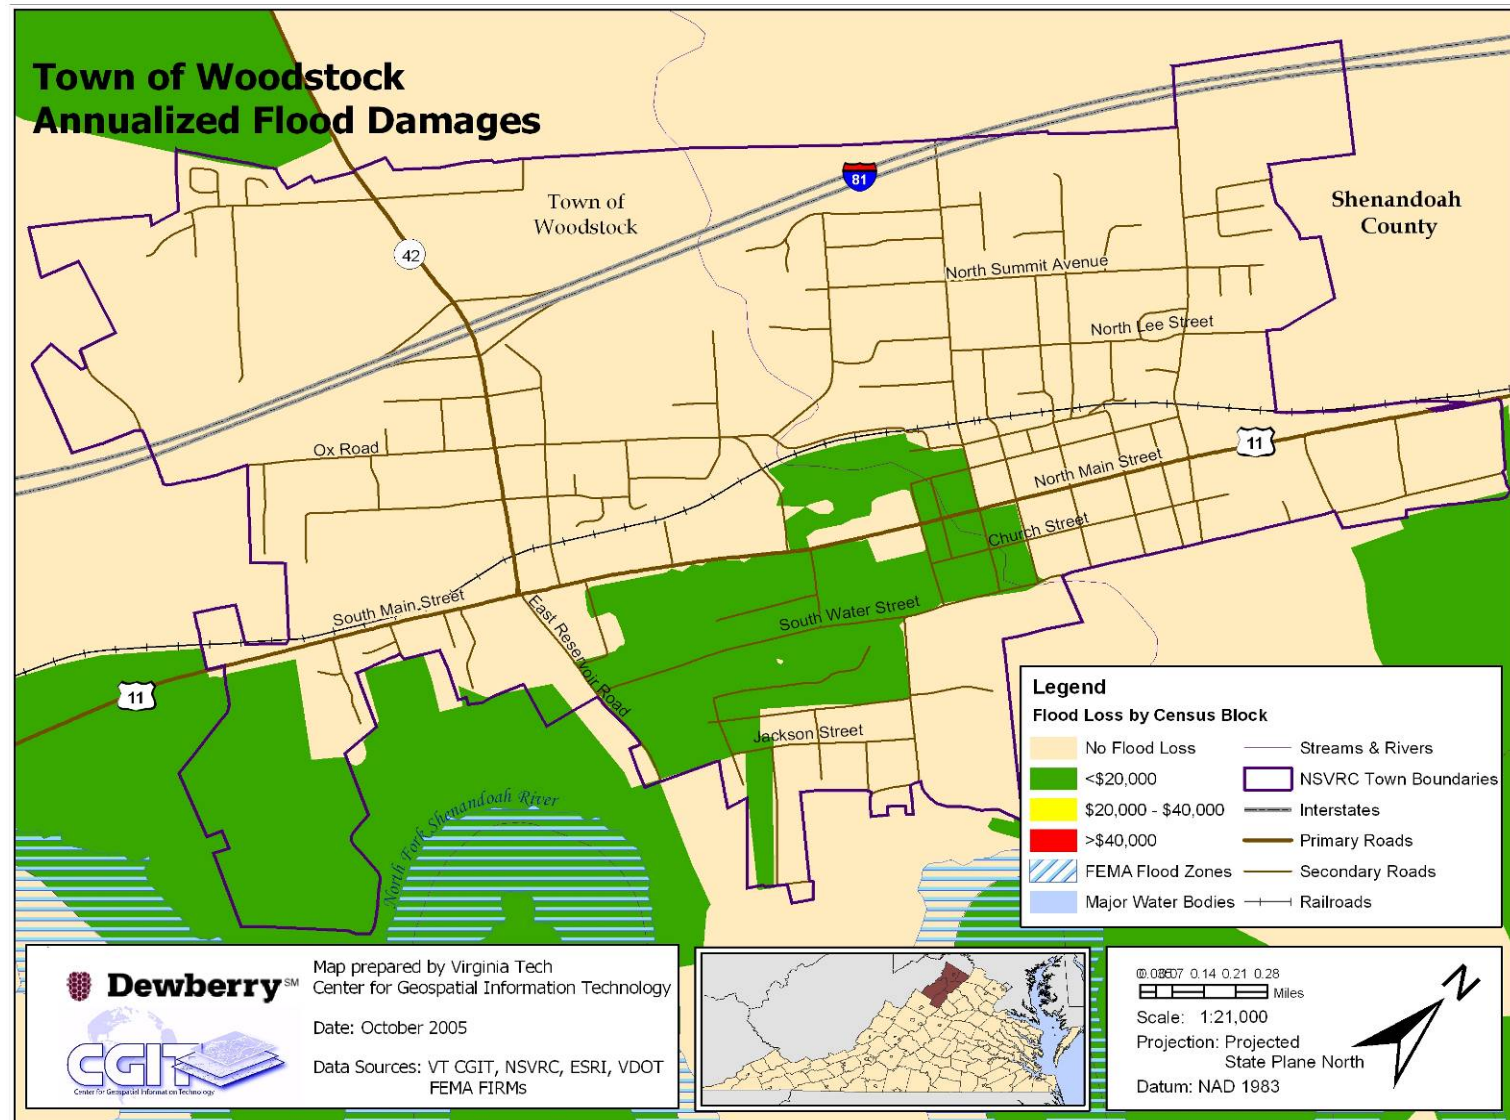 Town of Woodstock
Annualized Flood Damages
81
Town of
Woodstock
Shenandoah
County
42
North Summit Avenue
North Lee Street
Ox Road
11
North Main Street
Church Street
South Main Street
East Reservoir Road
South Water Street
11
Jackson Street
North Fork Shenandoah River
Legend
Flood Loss by Census Block
No Flood Loss
<$20,000
$20,000 - $40,000
>$40,000
FEMA Flood Zones
Major Water Bodies
Streams & Rivers
NSVRC Town Boundaries
Interstates
Primary Roads
Secondary Roads
Railroads
Dewberry SM
CGIT
Center for Geospatial Information Technology
Map prepared by Virginia Tech
Center for Geospatial Information Technology
Date: October 2005
Data Sources: VT CGIT, NSVRC, ESRI, VDOT
FEMA FIRMs
0.14 0.21 0.28
Miles
Scale: 1:21,000
Projection: Projected
State Plane North
Datum: NAD 1983
N